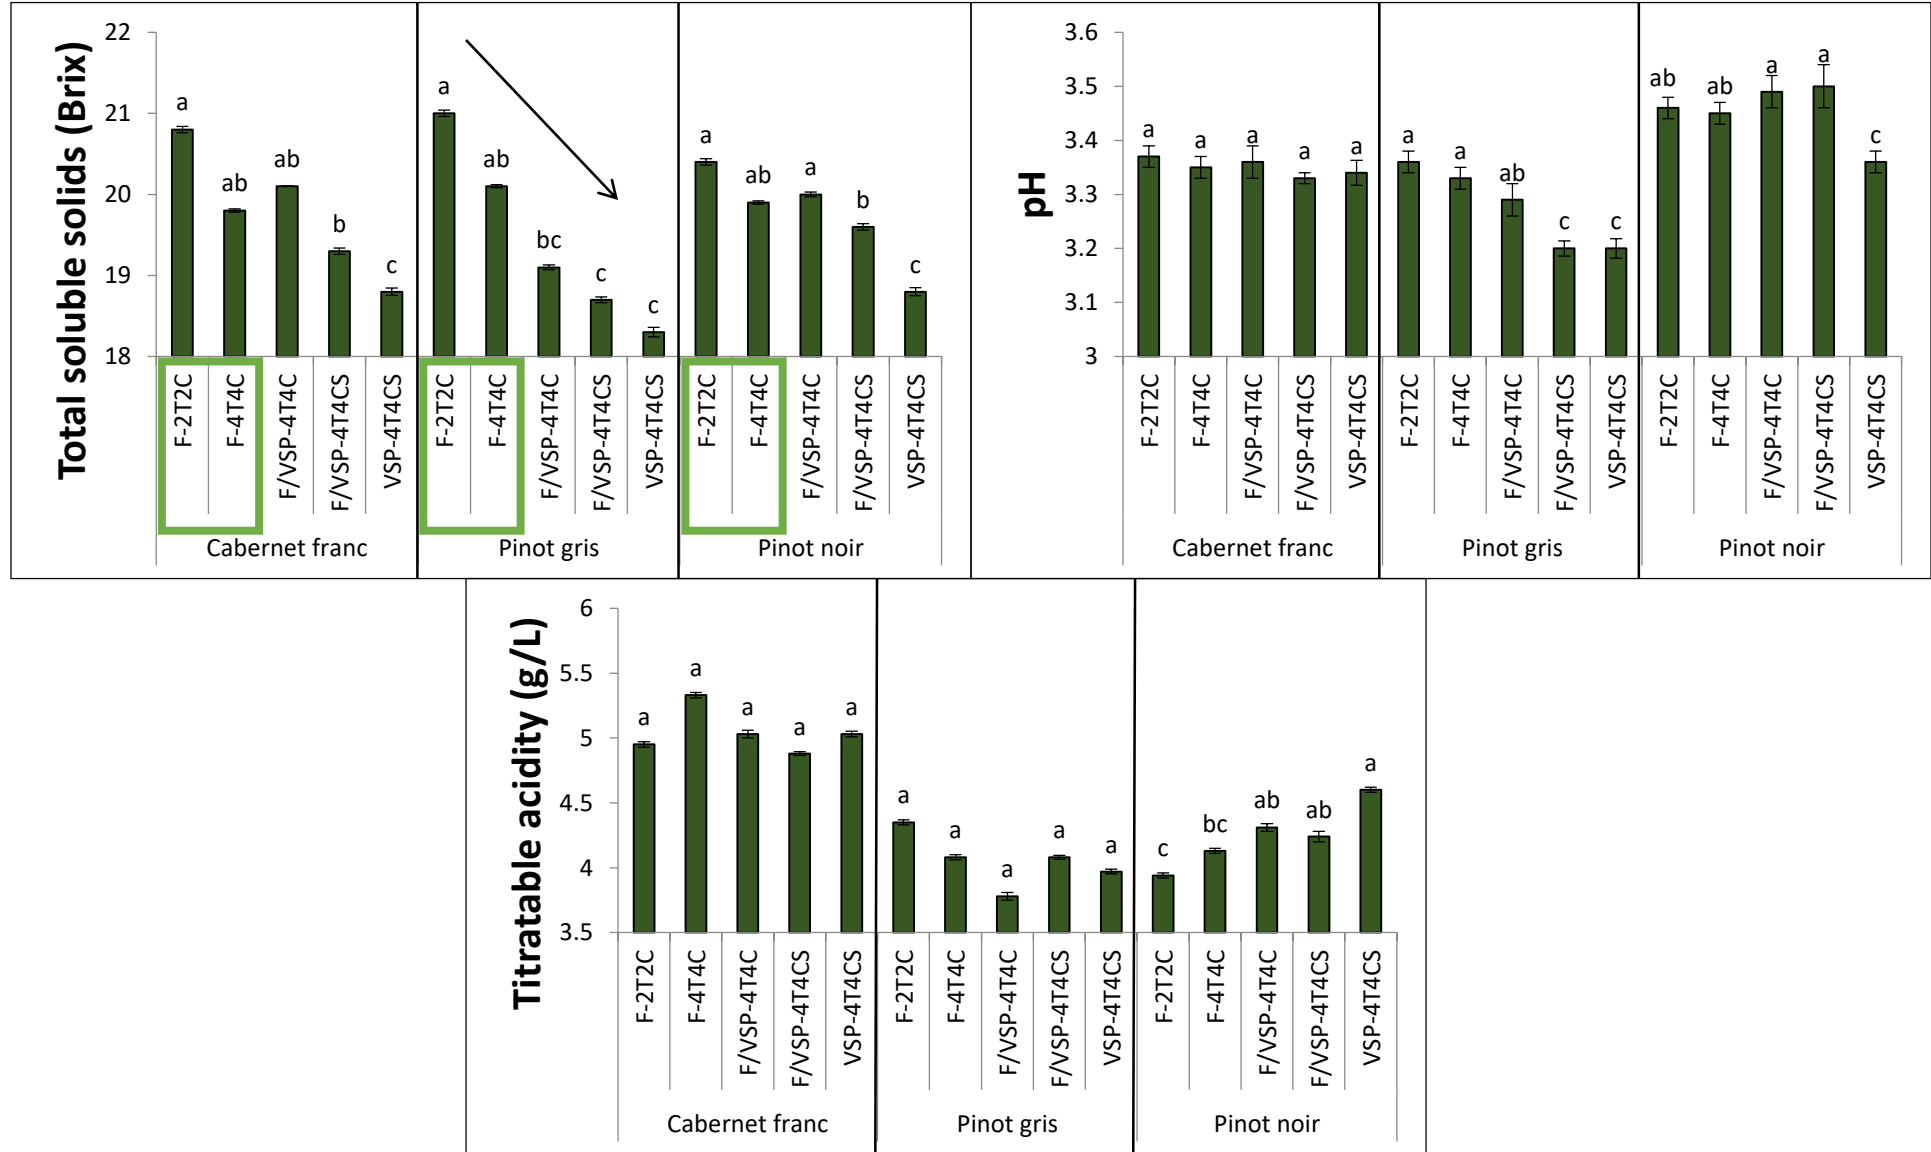 Total soluble solids (Brix)
22
21
20
19
18
a
ab
ab
b
c
a
ab
bc
c
c
a
ab
a
b
c
F-2T2C
F-4T4C
F/VSP-4T4C
F/VSP-4T4CS
VSP-4T4CS
F-2T2C
F-4T4C
F/VSP-4T4C
F/VSP-4T4CS
VSP-4T4CS
F-2T2C
F-4T4C
F/VSP-4T4C
F/VSP-4T4CS
VSP-4T4CS
Cabernet franc
Pinot gris
Pinot noir
pH
3.6
3.5
3.4
3.3
3.2
3.1
3
a
a
a
a
a
a
a
ab
c
c
ab
ab
a
a
c
F-2T2C
F-4T4C
F/VSP-4T4C
F/VSP-4T4CS
VSP-4T4CS
F-2T2C
F-4T4C
F/VSP-4T4C
F/VSP-4T4CS
VSP-4T4CS
F-2T2C
F-4T4C
F/VSP-4T4C
F/VSP-4T4CS
VSP-4T4CS
Cabernet franc
Pinot gris
Pinot noir
Titratable acidity (g/L)
6
5.5
5
4.5
4
3.5
a
a
a
a
a
a
a
a
a
a
c
bc
ab
ab
a
F-2T2C
F-4T4C
F/VSP-4T4C
F/VSP-4T4CS
VSP-4T4CS
F-2T2C
F-4T4C
F/VSP-4T4C
F/VSP-4T4CS
VSP-4T4CS
F-2T2C
F-4T4C
F/VSP-4T4C
F/VSP-4T4CS
VSP-4T4CS
Cabernet franc
Pinot gris
Pinot noir